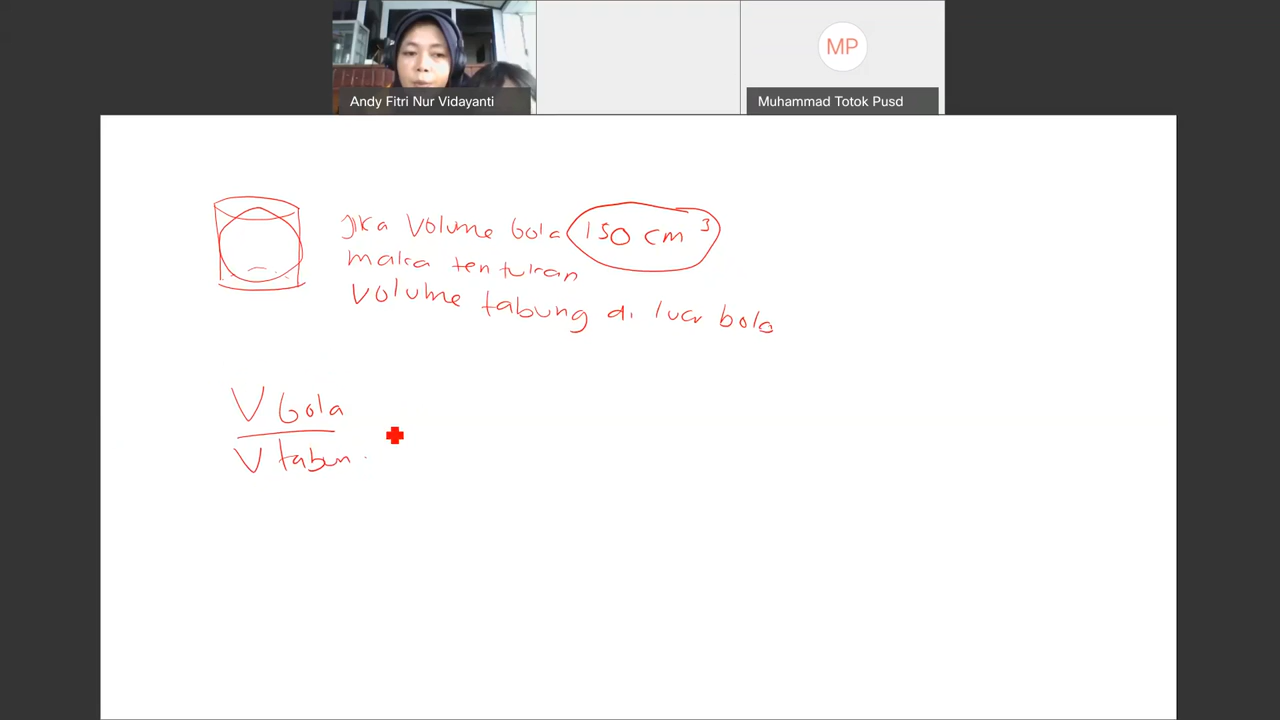 MP
Andy Fitri Nur Vidayanti
Muhammad Totok Pusd
Jika Volume bola 150 cm³
maka tentukan
Volume tabung di luar bola
V bola
V tabun